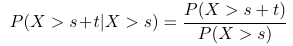 P(X > s+t|X > s) = P(X > s + t) / P(X > s)